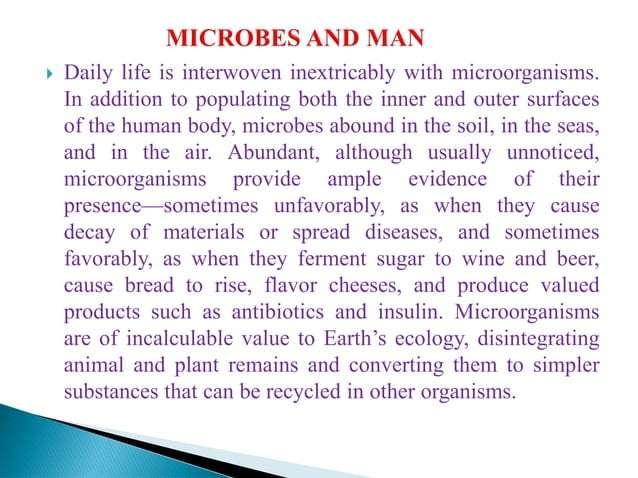 MICROBES AND MAN
Daily life is interwoven inextricably with microorganisms.
In addition to populating both the inner and outer surfaces
of the human body, microbes abound in the soil, in the seas,
and in the air. Abundant, although usually unnoticed,
microorganisms provide ample evidence of their
presence—sometimes unfavorably, as when they cause
decay of materials or spread diseases, and sometimes
favorably, as when they ferment sugar to wine and beer,
cause bread to rise, flavor cheeses, and produce valued
products such as antibiotics and insulin. Microorganisms
are of incalculable value to Earth’s ecology, disintegrating
animal and plant remains and converting them to simpler
substances that can be recycled in other organisms.